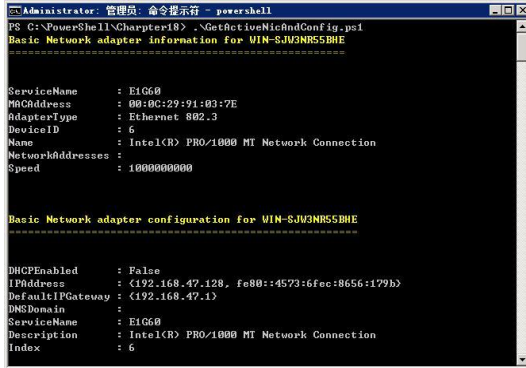 Administrator: 管理员: 命令提示符 - powershell
PS C:\PowerShell\Charpter18> .\GetActiveNicAndConfig.ps1
Basic Network adapter information for WIN-SJW3NR55BHE
=====================================================
ServiceName : E1G60
MACAddress : 00:0C:29:91:03:7E
AdapterType : Ethernet 802.3
DeviceID : 6
Name : Intel(R) PRO/1000 MT Network Connection
NetworkAddresses :
Speed : 1000000000
Basic Network adapter configuration for WIN-SJW3NR55BHE
=======================================================
DHCPEnabled : False
IPAddress : {192.168.47.128, fe80::4573:6fec:8656:179b}
DefaultIPGateway : {192.168.47.1}
DNSDomain :
ServiceName : E1G60
Description : Intel(R) PRO/1000 MT Network Connection
Index : 6